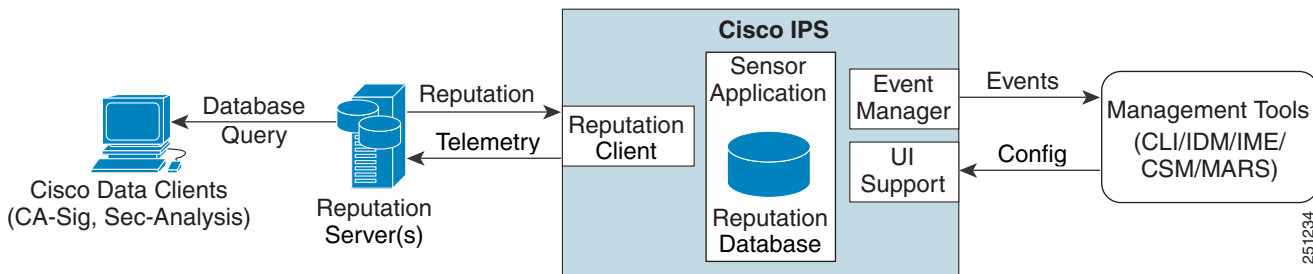 Cisco IPS
Database
Query
Cisco Data Clients
(CA-Sig, Sec-Analysis)
Reputation
Server(s)
Reputation
Telemetry
Reputation
Client
Sensor
Application
Reputation
Database
Event
Manager
UI
Support
Events
Config
Management Tools
(CLI/IDM/IME/
CSM/MARS)
251234